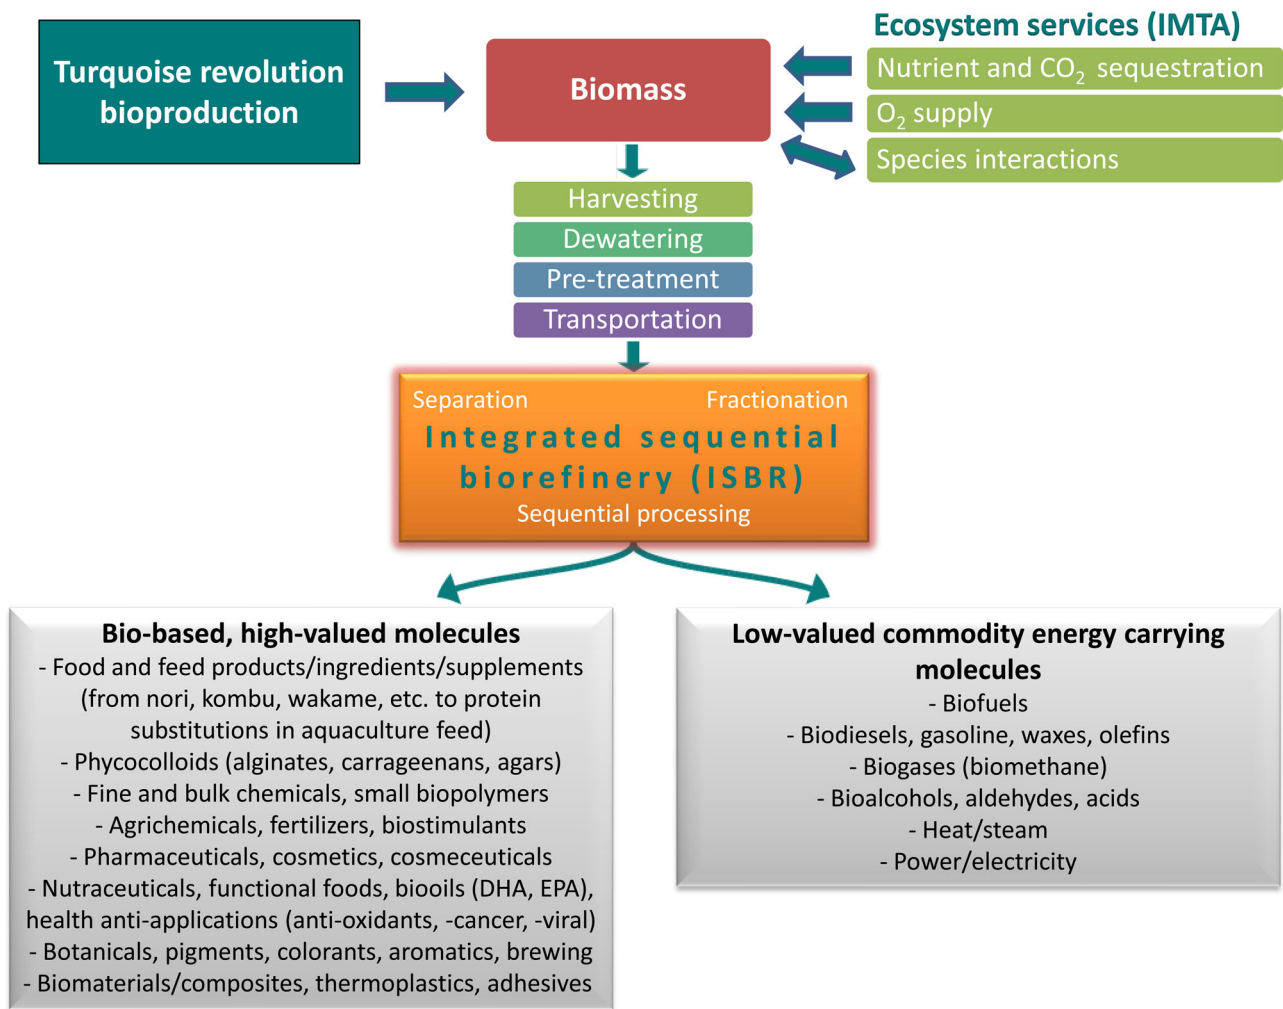 Turquoise revolution
bioproduction
Biomass
Ecosystem services (IMTA)
Nutrient and CO₂ sequestration
O₂ supply
Species interactions
Harvesting
Dewatering
Pre-treatment
Transportation
Separation
Fractionation
Integrated sequential
biorefinery (ISBR)
Sequential processing
Bio-based, high-valued molecules
- Food and feed products/ingredients/supplements
(from nori, kombu, wakame, etc. to protein
substitutions in aquaculture feed)
- Phycocolloids (alginates, carrageenans, agars)
- Fine and bulk chemicals, small biopolymers
- Agrichemicals, fertilizers, biostimulants
- Pharmaceuticals, cosmetics, cosmeceuticals
- Nutraceuticals, functional foods, biooils (DHA, EPA),
health anti-applications (anti-oxidants, -cancer, -viral)
- Botanicals, pigments, colorants, aromatics, brewing
- Biomaterials/composites, thermoplastics, adhesives
Low-valued commodity energy carrying
molecules
- Biofuels
- Biodiesels, gasoline, waxes, olefins
- Biogases (biomethane)
- Bioalcohols, aldehydes, acids
- Heat/steam
- Power/electricity